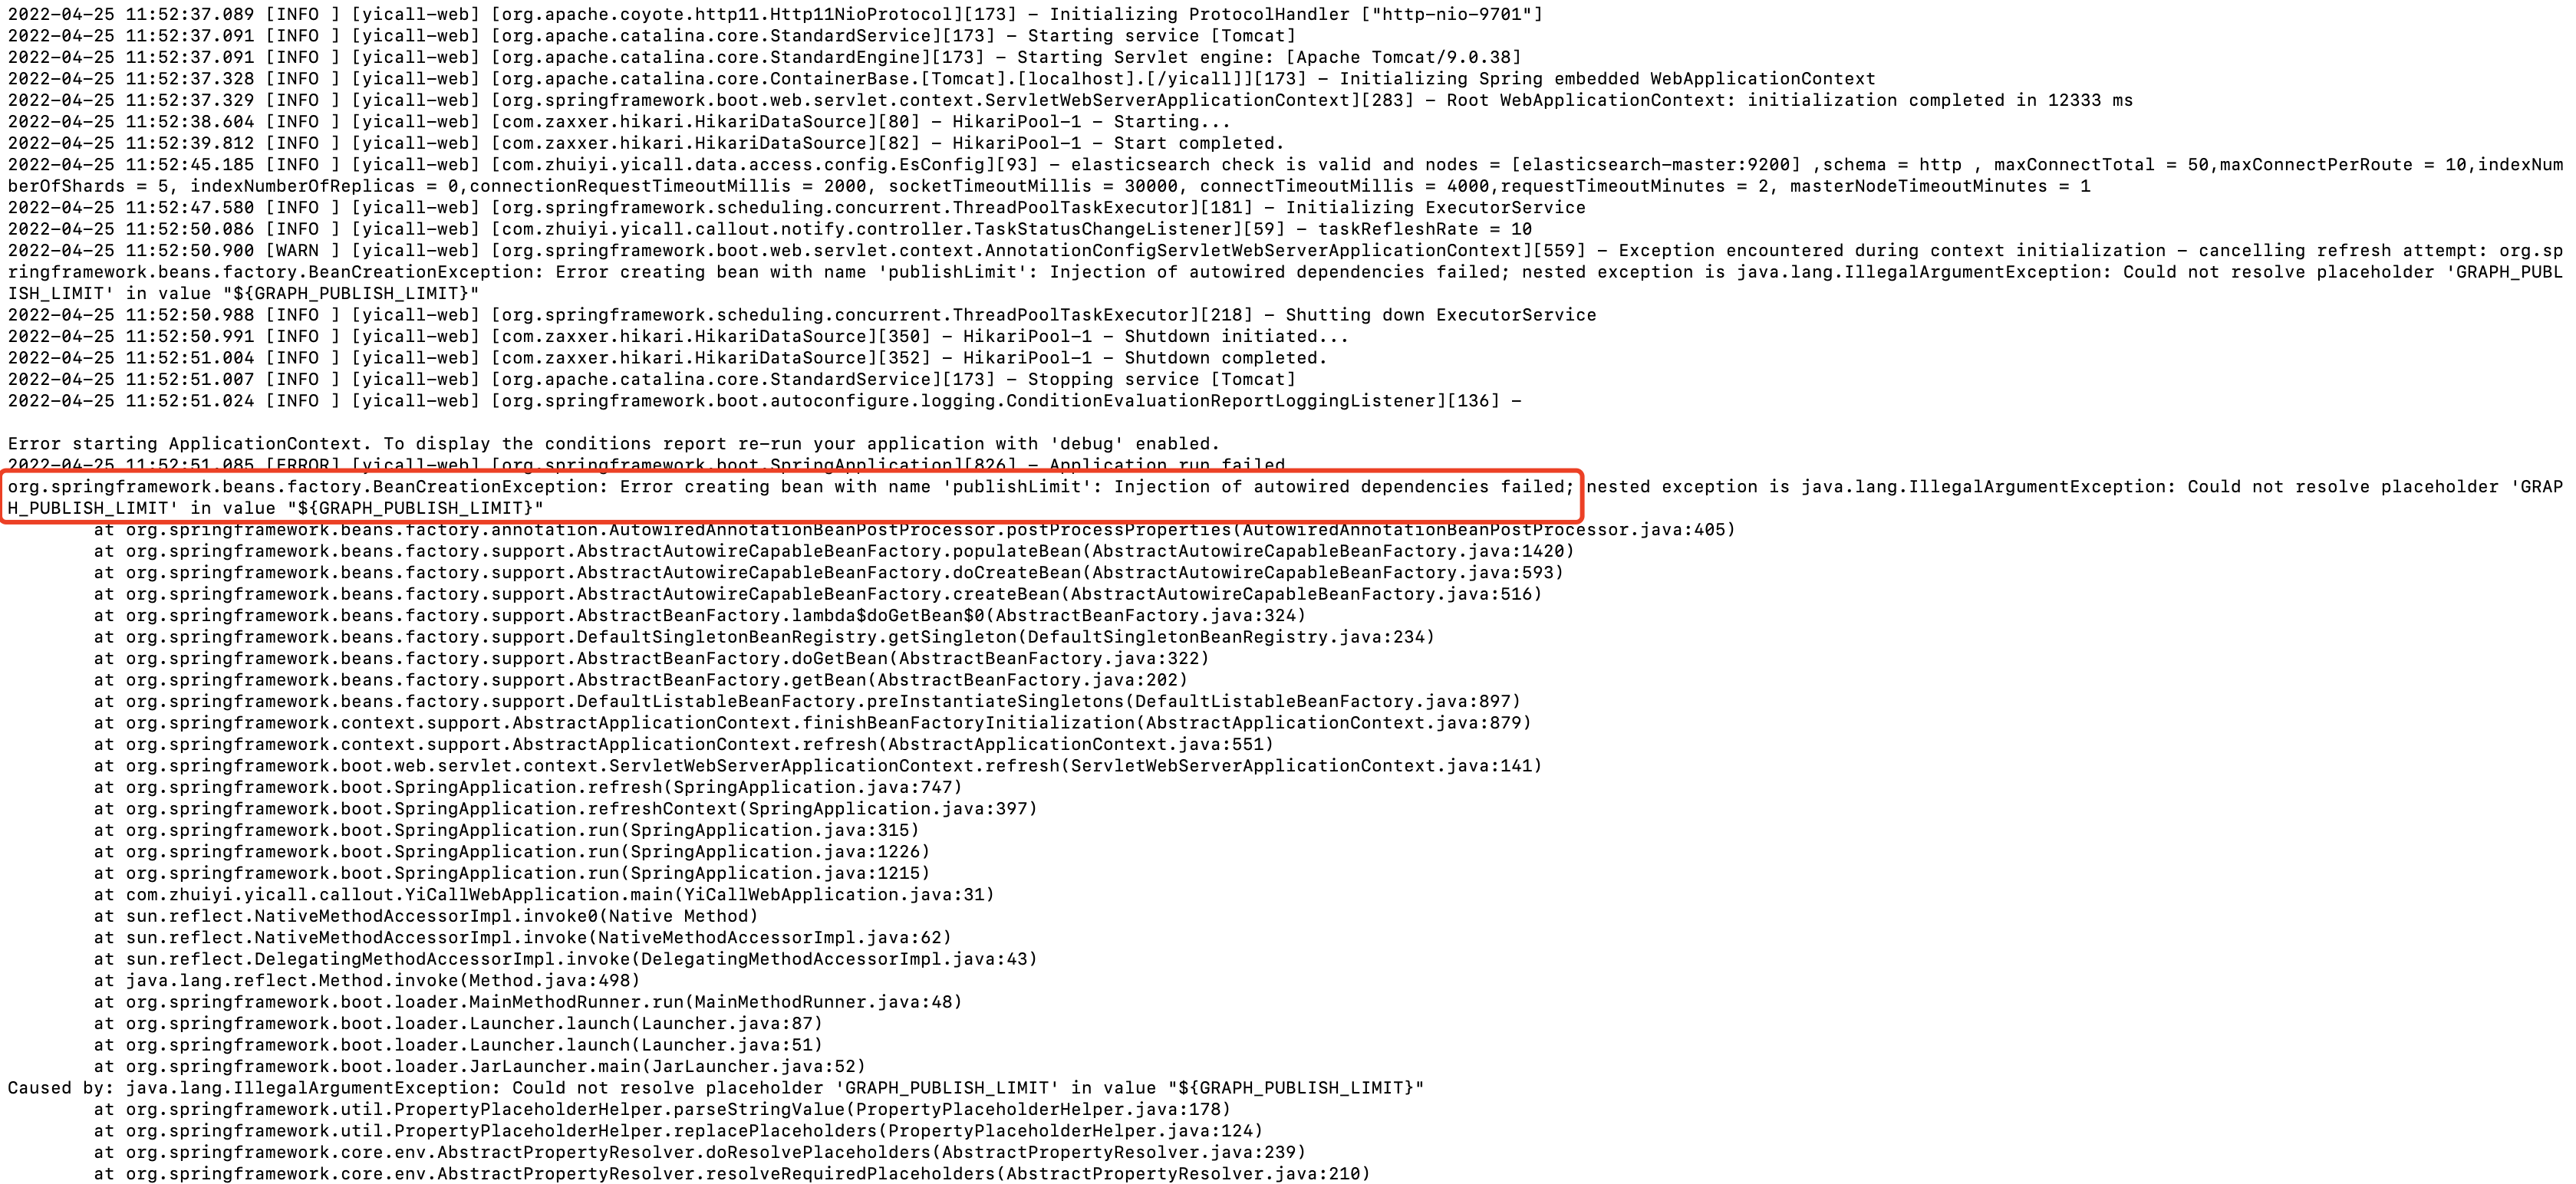 2022-04-25 11:52:37.089 [INFO ] [yicall-web] [org.apache.coyote.http11.Http11NioProtocol][173] - Initializing ProtocolHandler ["http-nio-9701"]
2022-04-25 11:52:37.091 [INFO ] [yicall-web] [org.apache.catalina.core.StandardService][173] - Starting service [Tomcat]
2022-04-25 11:52:37.091 [INFO ] [yicall-web] [org.apache.catalina.core.StandardEngine][173] - Starting Servlet engine: [Apache Tomcat/9.0.38]
2022-04-25 11:52:37.328 [INFO ] [yicall-web] [org.apache.catalina.core.ContainerBase.[Tomcat].[localhost].[/yicall]][173] - Initializing Spring embedded WebApplicationContext
2022-04-25 11:52:37.329 [INFO ] [yicall-web] [org.springframework.boot.web.servlet.context.ServletWebServerApplicationContext][283] - Root WebApplicationContext: initialization completed in 12333 ms
2022-04-25 11:52:38.604 [INFO ] [yicall-web] [com.zaxxer.hikari.HikariDataSource][80] - HikariPool-1 - Starting...
2022-04-25 11:52:39.812 [INFO ] [yicall-web] [com.zaxxer.hikari.HikariDataSource][82] - HikariPool-1 - Start completed.
2022-04-25 11:52:45.185 [INFO ] [yicall-web] [com.zhuiyi.yicall.data.access.config.EsConfig][93] - elasticsearch check is valid and nodes = [elasticsearch-master:9200] ,schema = http , maxConnectTotal = 50,maxConnectPerRoute = 10,indexNum
berOfShards = 5, indexNumberOfReplicas = 0,connectionRequestTimeoutMillis = 2000, socketTimeoutMillis = 30000, connectTimeoutMillis = 4000,requestTimeoutMinutes = 2, masterNodeTimeoutMinutes = 1
2022-04-25 11:52:47.580 [INFO ] [yicall-web] [org.springframework.scheduling.concurrent.ThreadPoolTaskExecutor][181] - Initializing ExecutorService
2022-04-25 11:52:50.086 [INFO ] [yicall-web] [com.zhuiyi.yicall.callout.notify.controller.TaskStatusChangeListener][59] - taskRefleshRate = 10
2022-04-25 11:52:50.900 [WARN ] [yicall-web] [org.springframework.boot.web.servlet.context.AnnotationConfigServletWebServerApplicationContext][559] - Exception encountered during context initialization - cancelling refresh attempt: org.sp
ringframework.beans.factory.BeanCreationException: Error creating bean with name 'publishLimit': Injection of autowired dependencies failed; nested exception is java.lang.IllegalArgumentException: Could not resolve placeholder 'GRAPH_PUBL
ISH_LIMIT' in value "${GRAPH_PUBLISH_LIMIT}"
2022-04-25 11:52:50.988 [INFO ] [yicall-web] [org.springframework.scheduling.concurrent.ThreadPoolTaskExecutor][218] - Shutting down ExecutorService
2022-04-25 11:52:50.991 [INFO ] [yicall-web] [com.zaxxer.hikari.HikariDataSource][350] - HikariPool-1 - Shutdown initiated...
2022-04-25 11:52:51.004 [INFO ] [yicall-web] [com.zaxxer.hikari.HikariDataSource][352] - HikariPool-1 - Shutdown completed.
2022-04-25 11:52:51.007 [INFO ] [yicall-web] [org.apache.catalina.core.StandardService][173] - Stopping service [Tomcat]
2022-04-25 11:52:51.024 [INFO ] [yicall-web] [org.springframework.boot.autoconfigure.logging.ConditionEvaluationReportLoggingListener][136] -
Error starting ApplicationContext. To display the conditions report re-run your application with 'debug' enabled.
2022-04-25 11:52:51.085 [ERROR] [yicall-web] [org.springframework.boot.SpringApplication][826] - Application run failed
org.springframework.beans.factory.BeanCreationException: Error creating bean with name 'publishLimit': Injection of autowired dependencies failed; nested exception is java.lang.IllegalArgumentException: Could not resolve placeholder 'GRAP
H_PUBLISH_LIMIT' in value "${GRAPH_PUBLISH_LIMIT}"
at org.springframework.beans.factory.annotation.AutowiredAnnotationBeanPostProcessor.postProcessProperties(AutowiredAnnotationBeanPostProcessor.java:405)
at org.springframework.beans.factory.support.AbstractAutowireCapableBeanFactory.populateBean(AbstractAutowireCapableBeanFactory.java:1420)
at org.springframework.beans.factory.support.AbstractAutowireCapableBeanFactory.doCreateBean(AbstractAutowireCapableBeanFactory.java:593)
at org.springframework.beans.factory.support.AbstractAutowireCapableBeanFactory.createBean(AbstractAutowireCapableBeanFactory.java:516)
at org.springframework.beans.factory.support.AbstractBeanFactory.lambda$doGetBean$0(AbstractBeanFactory.java:324)
at org.springframework.beans.factory.support.DefaultSingletonBeanRegistry.getSingleton(DefaultSingletonBeanRegistry.java:234)
at org.springframework.beans.factory.support.AbstractBeanFactory.doGetBean(AbstractBeanFactory.java:322)
at org.springframework.beans.factory.support.AbstractBeanFactory.getBean(AbstractBeanFactory.java:202)
at org.springframework.beans.factory.support.DefaultListableBeanFactory.preInstantiateSingletons(DefaultListableBeanFactory.java:897)
at org.springframework.context.support.AbstractApplicationContext.finishBeanFactoryInitialization(AbstractApplicationContext.java:879)
at org.springframework.context.support.AbstractApplicationContext.refresh(AbstractApplicationContext.java:551)
at org.springframework.boot.web.servlet.context.ServletWebServerApplicationContext.refresh(ServletWebServerApplicationContext.java:141)
at org.springframework.boot.SpringApplication.refresh(SpringApplication.java:747)
at org.springframework.boot.SpringApplication.refreshContext(SpringApplication.java:397)
at org.springframework.boot.SpringApplication.run(SpringApplication.java:315)
at org.springframework.boot.SpringApplication.run(SpringApplication.java:1226)
at org.springframework.boot.SpringApplication.run(SpringApplication.java:1215)
at com.zhuiyi.yicall.callout.YiCallWebApplication.main(YiCallWebApplication.java:31)
at sun.reflect.NativeMethodAccessorImpl.invoke0(Native Method)
at sun.reflect.NativeMethodAccessorImpl.invoke(NativeMethodAccessorImpl.java:62)
at sun.reflect.DelegatingMethodAccessorImpl.invoke(DelegatingMethodAccessorImpl.java:43)
at java.lang.reflect.Method.invoke(Method.java:498)
at org.springframework.boot.loader.MainMethodRunner.run(MainMethodRunner.java:48)
at org.springframework.boot.loader.Launcher.launch(Launcher.java:87)
at org.springframework.boot.loader.Launcher.launch(Launcher.java:51)
at org.springframework.boot.loader.JarLauncher.main(JarLauncher.java:52)
Caused by: java.lang.IllegalArgumentException: Could not resolve placeholder 'GRAPH_PUBLISH_LIMIT' in value "${GRAPH_PUBLISH_LIMIT}"
at org.springframework.util.PropertyPlaceholderHelper.parseStringValue(PropertyPlaceholderHelper.java:178)
at org.springframework.util.PropertyPlaceholderHelper.replacePlaceholders(PropertyPlaceholderHelper.java:124)
at org.springframework.core.env.AbstractPropertyResolver.doResolvePlaceholders(AbstractPropertyResolver.java:239)
at org.springframework.core.env.AbstractPropertyResolver.resolveRequiredPlaceholders(AbstractPropertyResolver.java:210)